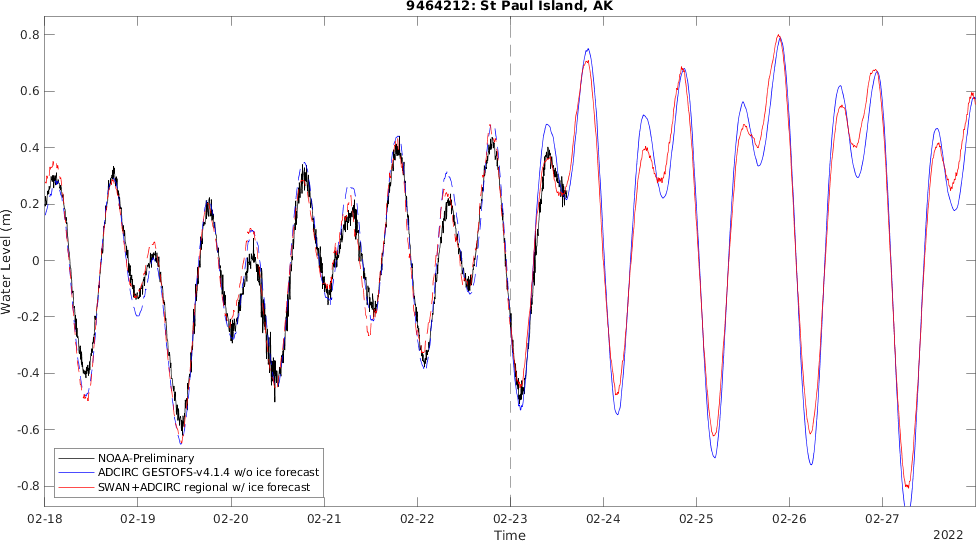 9464212: St Paul Island, AK
0.8
0.6
0.4
0.2
0
-0.2
-0.4
-0.6
-0.8
Water Level (m)
NOAA-Preliminary
ADCIRC GESTOFS-v4.1.4 w/o ice forecast
SWAN+ADCIRC regional w/ ice forecast
02-18 02-19 02-20 02-21 02-22 02-23 02-24 02-25 02-26 02-27
Time
2022